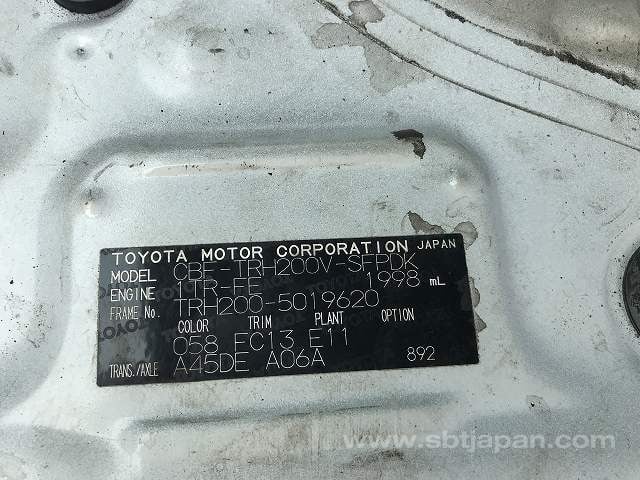 TOYOTA MOTOR CORPORATION JAPAN
MODEL CBF-TRH200V-SFPDK
ENGINE 1TR-FE 1998 mL
FRAME No. TRH200-5019620
COLOR TRIM PLANT OPTION
058 FC13 E11
TRANS./AXLE A45DE A06A 892
www.sbtjapan.com